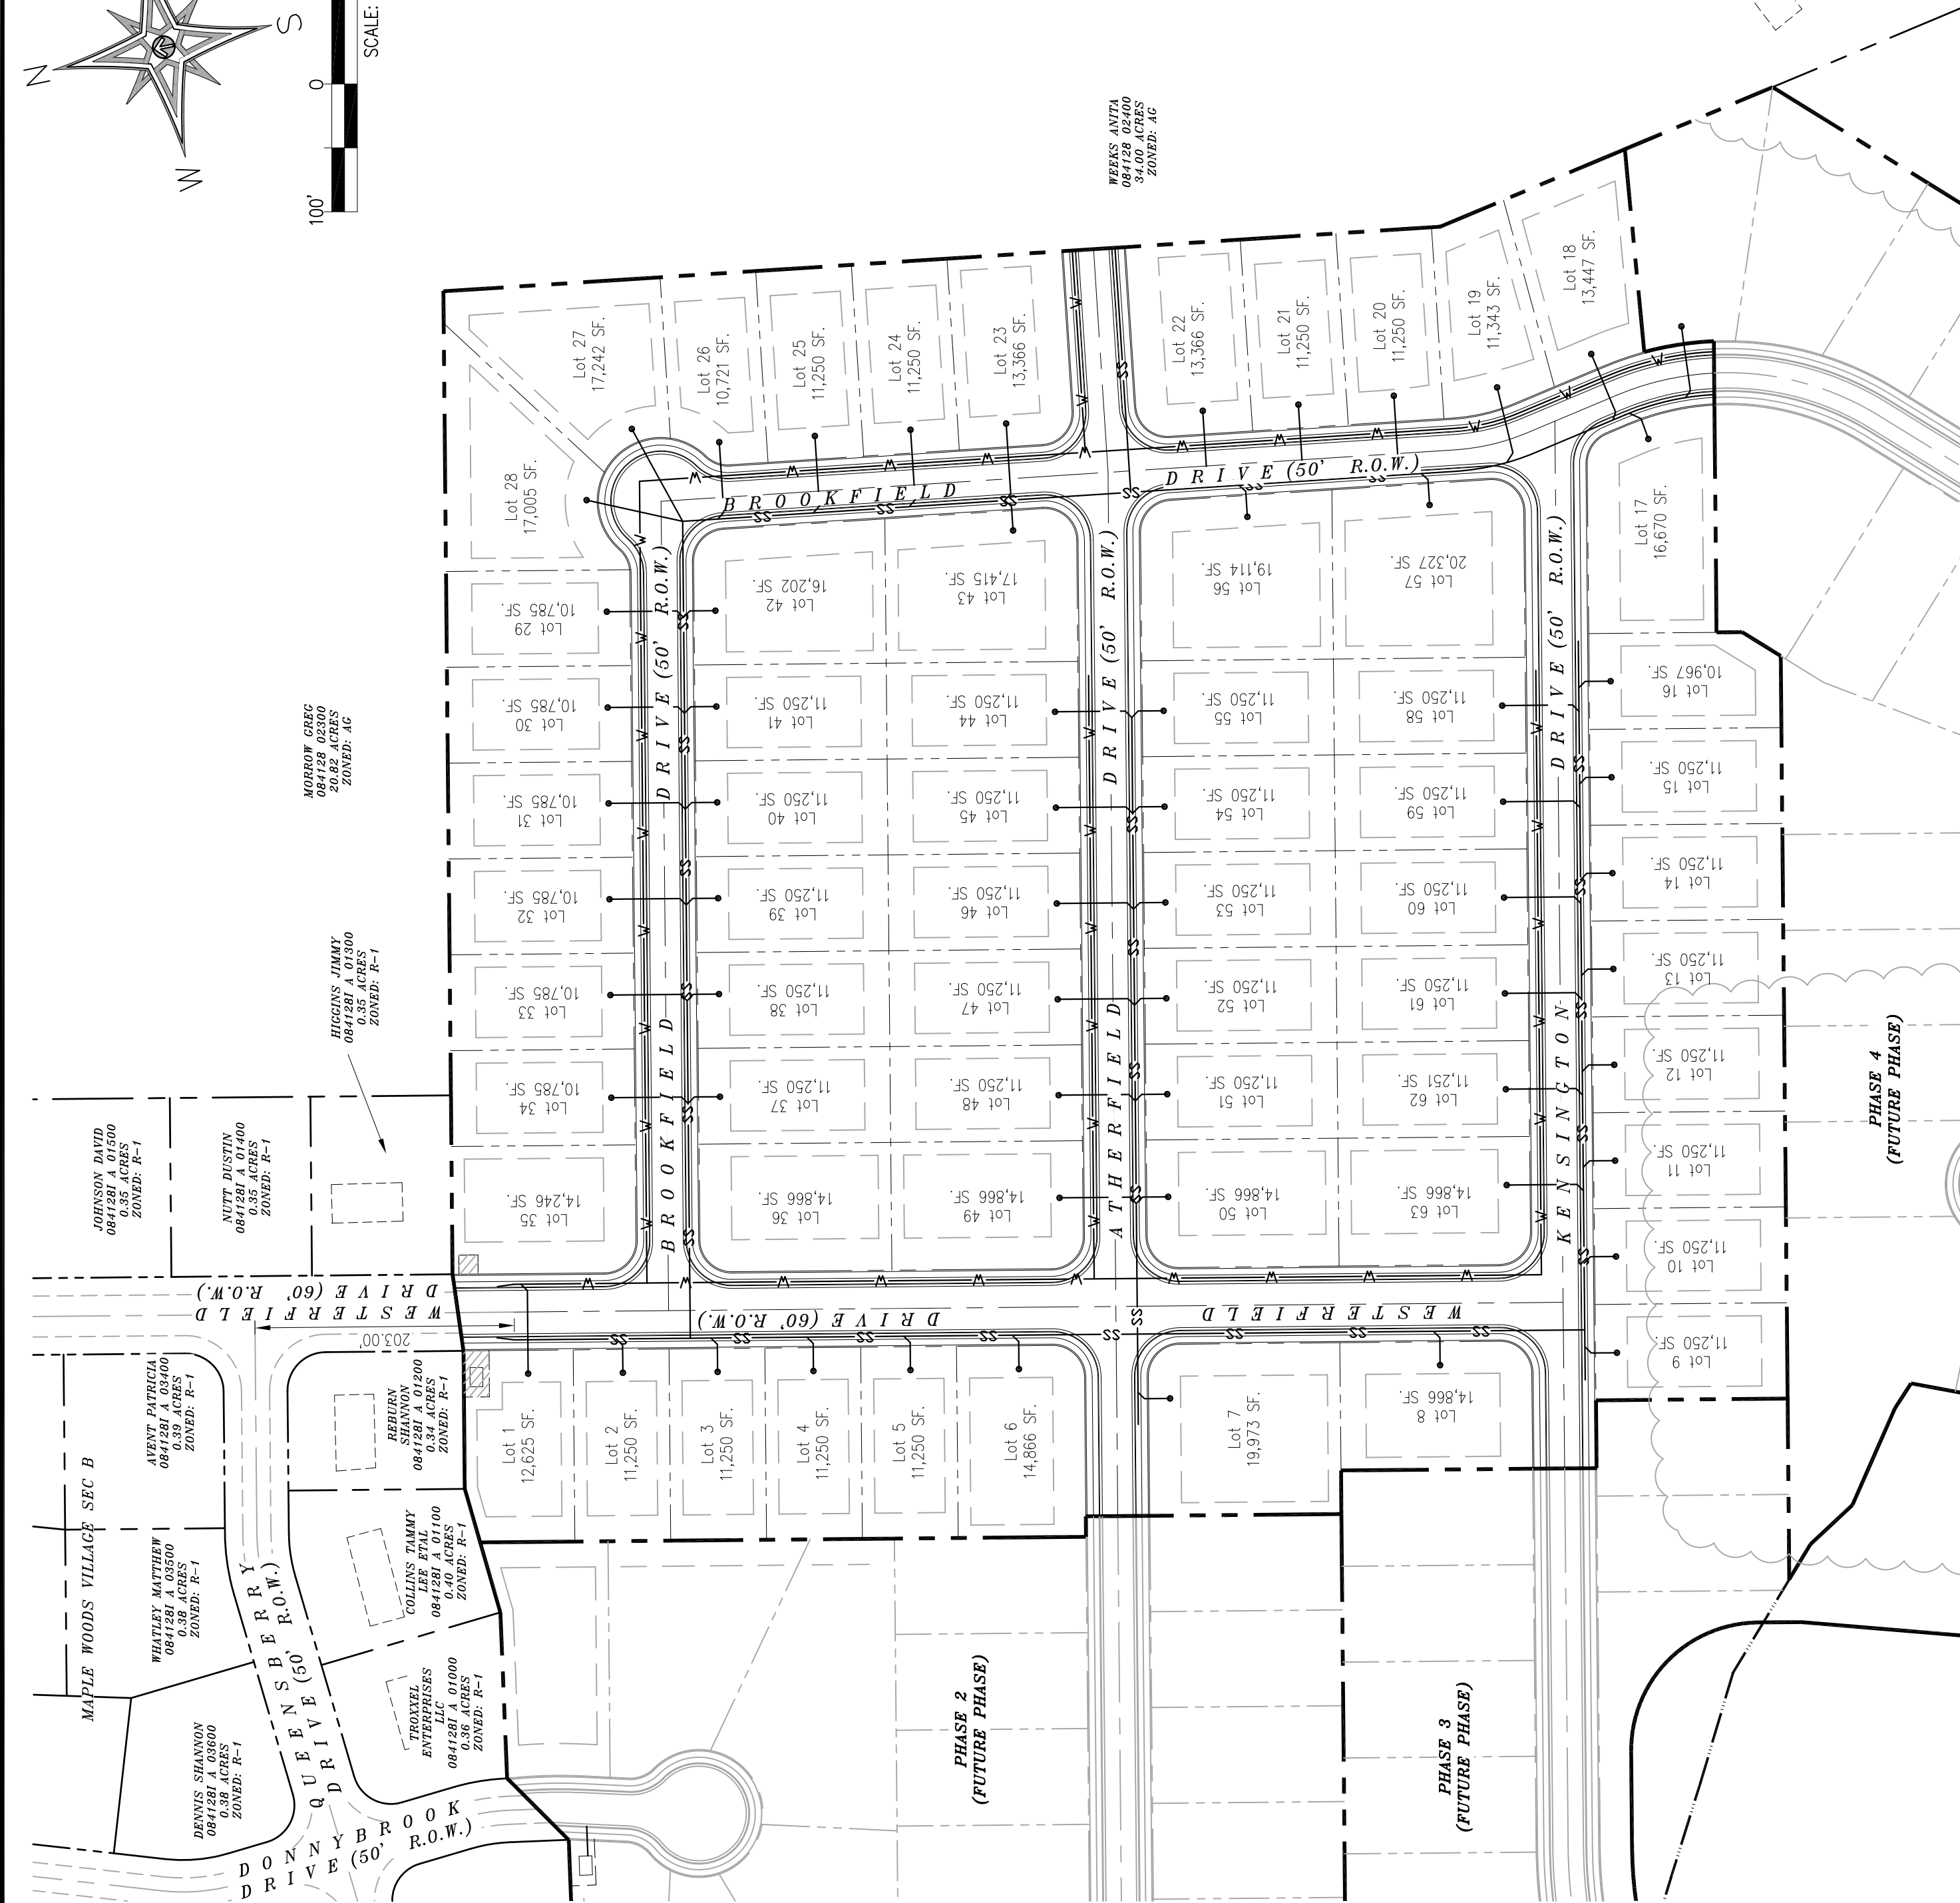 N
S
W
0
100'
SCALE:
WEEKS ANITA
084128 02400
34.00 ACRES
ZONED: AG
MORROW GREG
084128 02300
20.82 ACRES
ZONED: AG
HIGGINS JIMMY
084128I A 01300
0.35 ACRES
ZONED: R-1
JOHNSON DAVID
084128I A 01500
0.35 ACRES
ZONED: R-1
NUTT DUSTIN
084128I A 01400
0.35 ACRES
ZONED: R-1
AVENT PATRICIA
084128I A 03400
0.39 ACRES
ZONED: R-1
REBURN
SHANNON
084128I A 01200
0.34 ACRES
ZONED: R-1
COLLINS TAMMY
LEE ETAL
084128I A 01100
0.40 ACRES
ZONED: R-1
WHATLEY MATTHEW
084128I A 03500
0.38 ACRES
ZONED: R-1
TROXXEL
ENTERPRISES
LLC
084128I A 01000
0.36 ACRES
ZONED: R-1
DENNIS SHANNON
084128I A 03600
0.38 ACRES
ZONED: R-1
MAPLE WOODS VILLAGE SEC B
QUEENSBERRY
DRIVE (50' R.O.W.)
DONNYBROOK
DRIVE (50' R.O.W.)
WESTERFIELD
DRIVE (60' R.O.W.)
203.00'
WESTERFIELD DRIVE (60' R.O.W.)
BROOKFIELD DRIVE (50' R.O.W.)
BROOKFIELD DRIVE (50' R.O.W.)
ATHERFIELD DRIVE (50' R.O.W.)
KENSINGTON DRIVE (50' R.O.W.)
Lot 1
12,625 SF.
Lot 2
11,250 SF.
Lot 3
11,250 SF.
Lot 4
11,250 SF.
Lot 5
11,250 SF.
Lot 6
14,866 SF.
Lot 7
19,973 SF.
Lot 8
14,866 SF.
Lot 9
11,250 SF.
Lot 10
11,250 SF.
Lot 11
11,250 SF.
Lot 12
11,250 SF.
Lot 13
11,250 SF.
Lot 14
11,250 SF.
Lot 15
11,250 SF.
Lot 16
10,967 SF.
Lot 17
16,670 SF.
Lot 18
13,447 SF.
Lot 19
11,343 SF.
Lot 20
11,250 SF.
Lot 21
11,250 SF.
Lot 22
13,366 SF.
Lot 23
13,366 SF.
Lot 24
11,250 SF.
Lot 25
11,250 SF.
Lot 26
10,721 SF.
Lot 27
17,242 SF.
Lot 28
17,005 SF.
Lot 29
10,785 SF.
Lot 30
10,785 SF.
Lot 31
10,785 SF.
Lot 32
10,785 SF.
Lot 33
10,785 SF.
Lot 34
10,785 SF.
Lot 35
14,246 SF.
Lot 36
14,866 SF.
Lot 37
11,250 SF.
Lot 38
11,250 SF.
Lot 39
11,250 SF.
Lot 40
11,250 SF.
Lot 41
11,250 SF.
Lot 42
16,202 SF.
Lot 43
17,415 SF.
Lot 44
11,250 SF.
Lot 45
11,250 SF.
Lot 46
11,250 SF.
Lot 47
11,250 SF.
Lot 48
11,250 SF.
Lot 49
14,866 SF.
Lot 50
14,866 SF.
Lot 51
11,250 SF.
Lot 52
11,250 SF.
Lot 53
11,250 SF.
Lot 54
11,250 SF.
Lot 55
11,250 SF.
Lot 56
19,114 SF.
Lot 57
20,327 SF.
Lot 58
11,250 SF.
Lot 59
11,250 SF.
Lot 60
11,250 SF.
Lot 61
11,250 SF.
Lot 62
11,251 SF.
Lot 63
14,866 SF.
PHASE 2
(FUTURE PHASE)
PHASE 3
(FUTURE PHASE)
PHASE 4
(FUTURE PHASE)